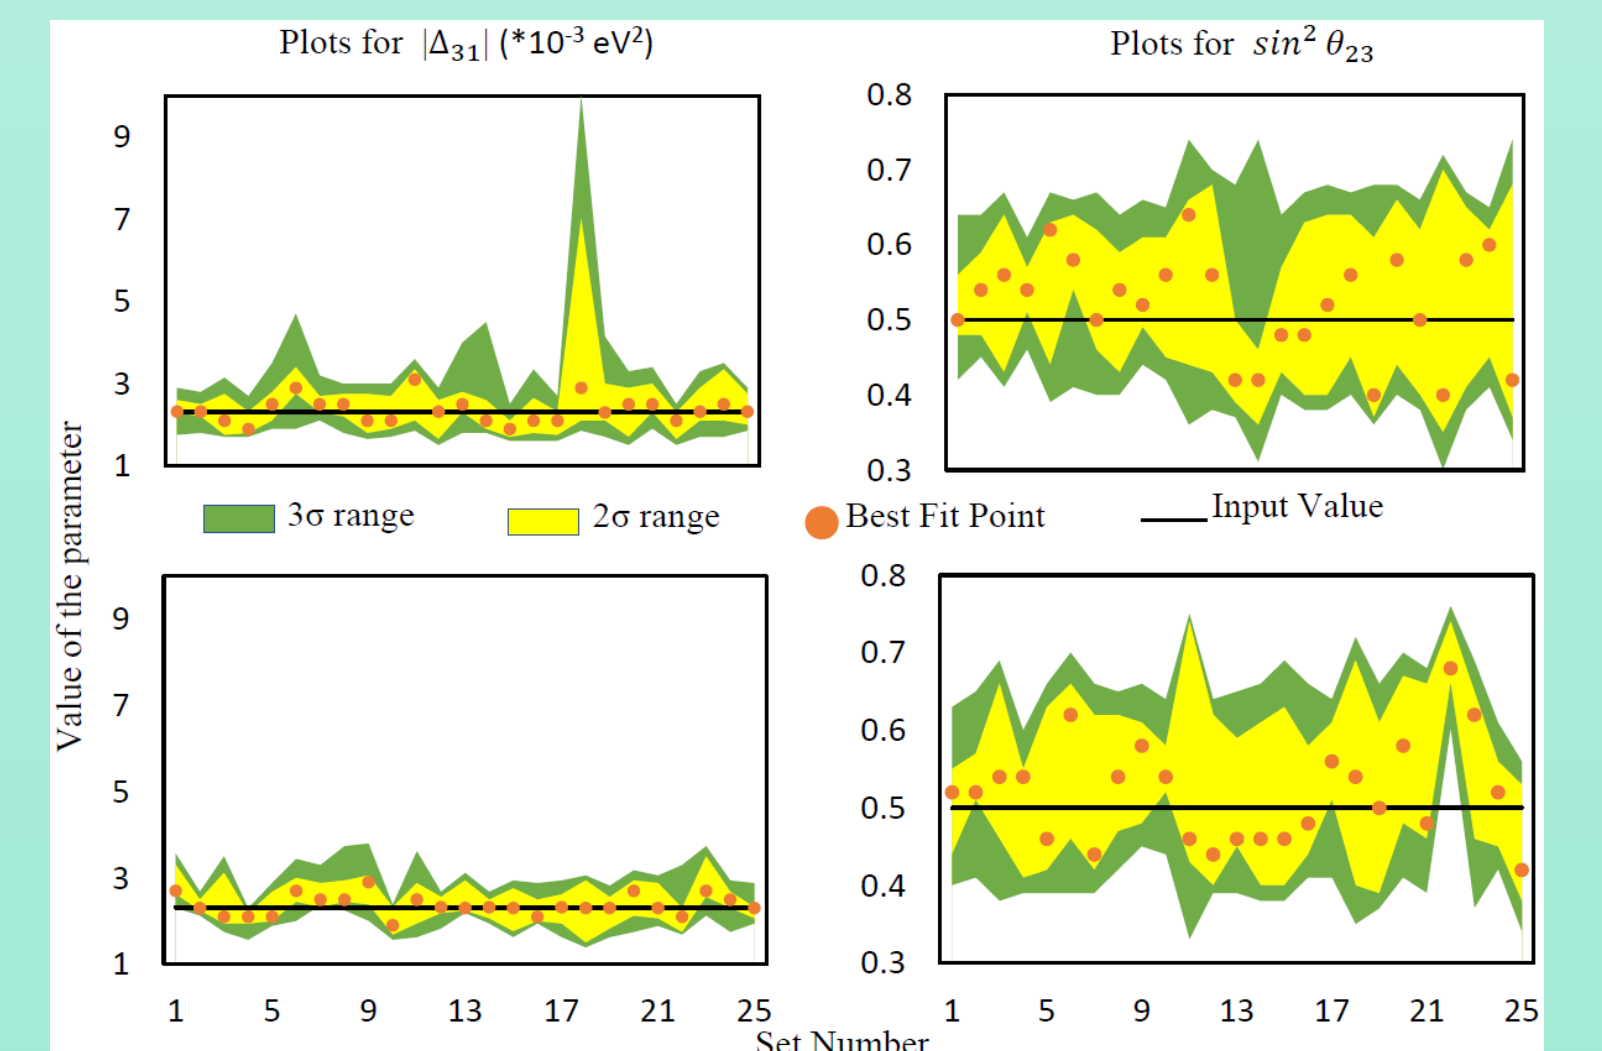 Plots for |Δ₃₁| (*10⁻³ eV²)
Plots for sin² θ₂₃
9
7
5
3
1
0.8
0.7
0.6
0.5
0.4
0.3
Value of the parameter
3σ range
2σ range
Best Fit Point
Input Value
9
7
5
3
1
0.8
0.7
0.6
0.5
0.4
0.3
1 5 9 13 17 21 25
1 5 9 13 17 21 25
Set Number